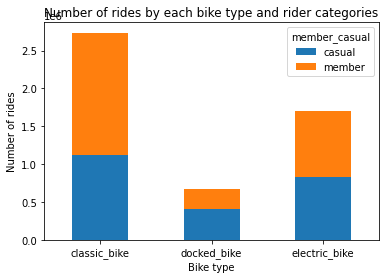 Number of rides by each bike type and rider categories
1e6
member_casual
casual
member
Number of rides
2.5
2.0
1.5
1.0
0.5
0.0
classic_bike
docked_bike
electric_bike
Bike type